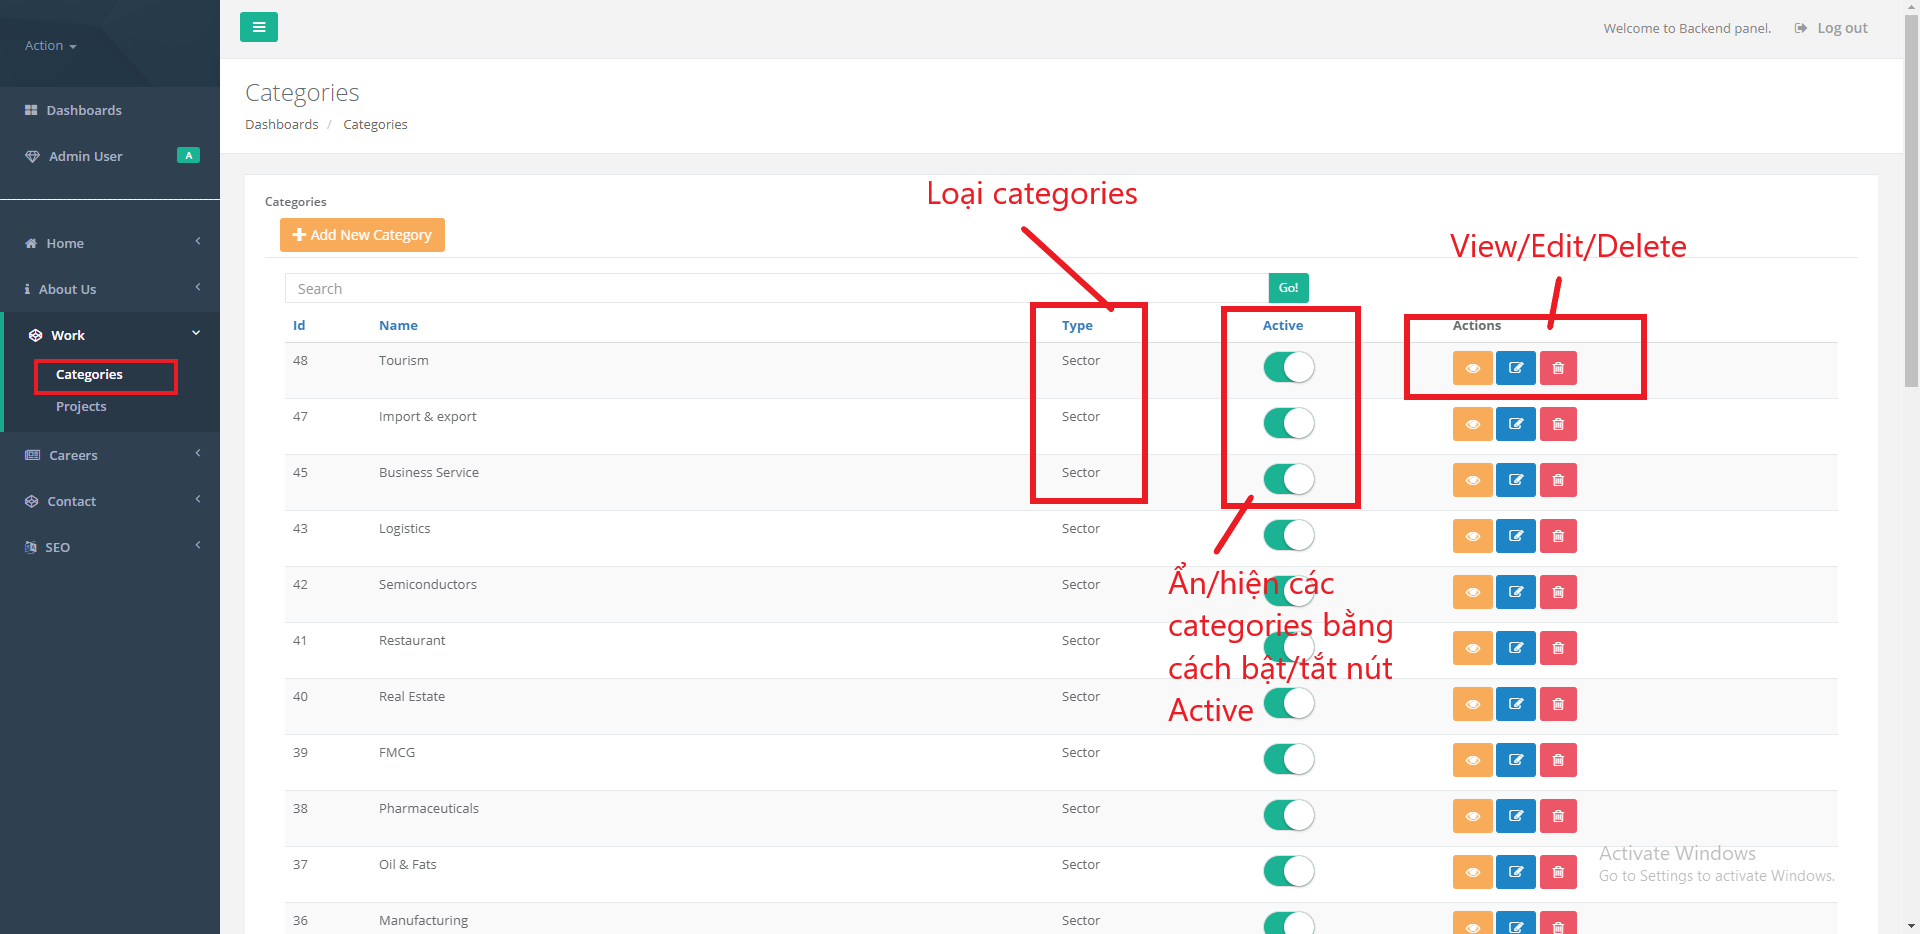 Action
Welcome to Backend panel.
Log out
Dashboards
Admin User
A
Home
About Us
Work
Categories
Projects
Careers
Contact
SEO
Categories
Dashboards / Categories
Categories
Add New Category
Search
Go!
Loại categories
View/Edit/Delete
Id Name Type Active Actions
48 Tourism Sector
47 Import & export Sector
45 Business Service Sector
43 Logistics Sector
42 Semiconductors Sector
41 Restaurant Sector
40 Real Estate Sector
39 FMCG Sector
38 Pharmaceuticals Sector
37 Oil & Fats Sector
36 Manufacturing Sector
Ẩn/hiện các
categories bằng
cách bật/tắt nút
Active
Activate Windows
Go to Settings to activate Windows.